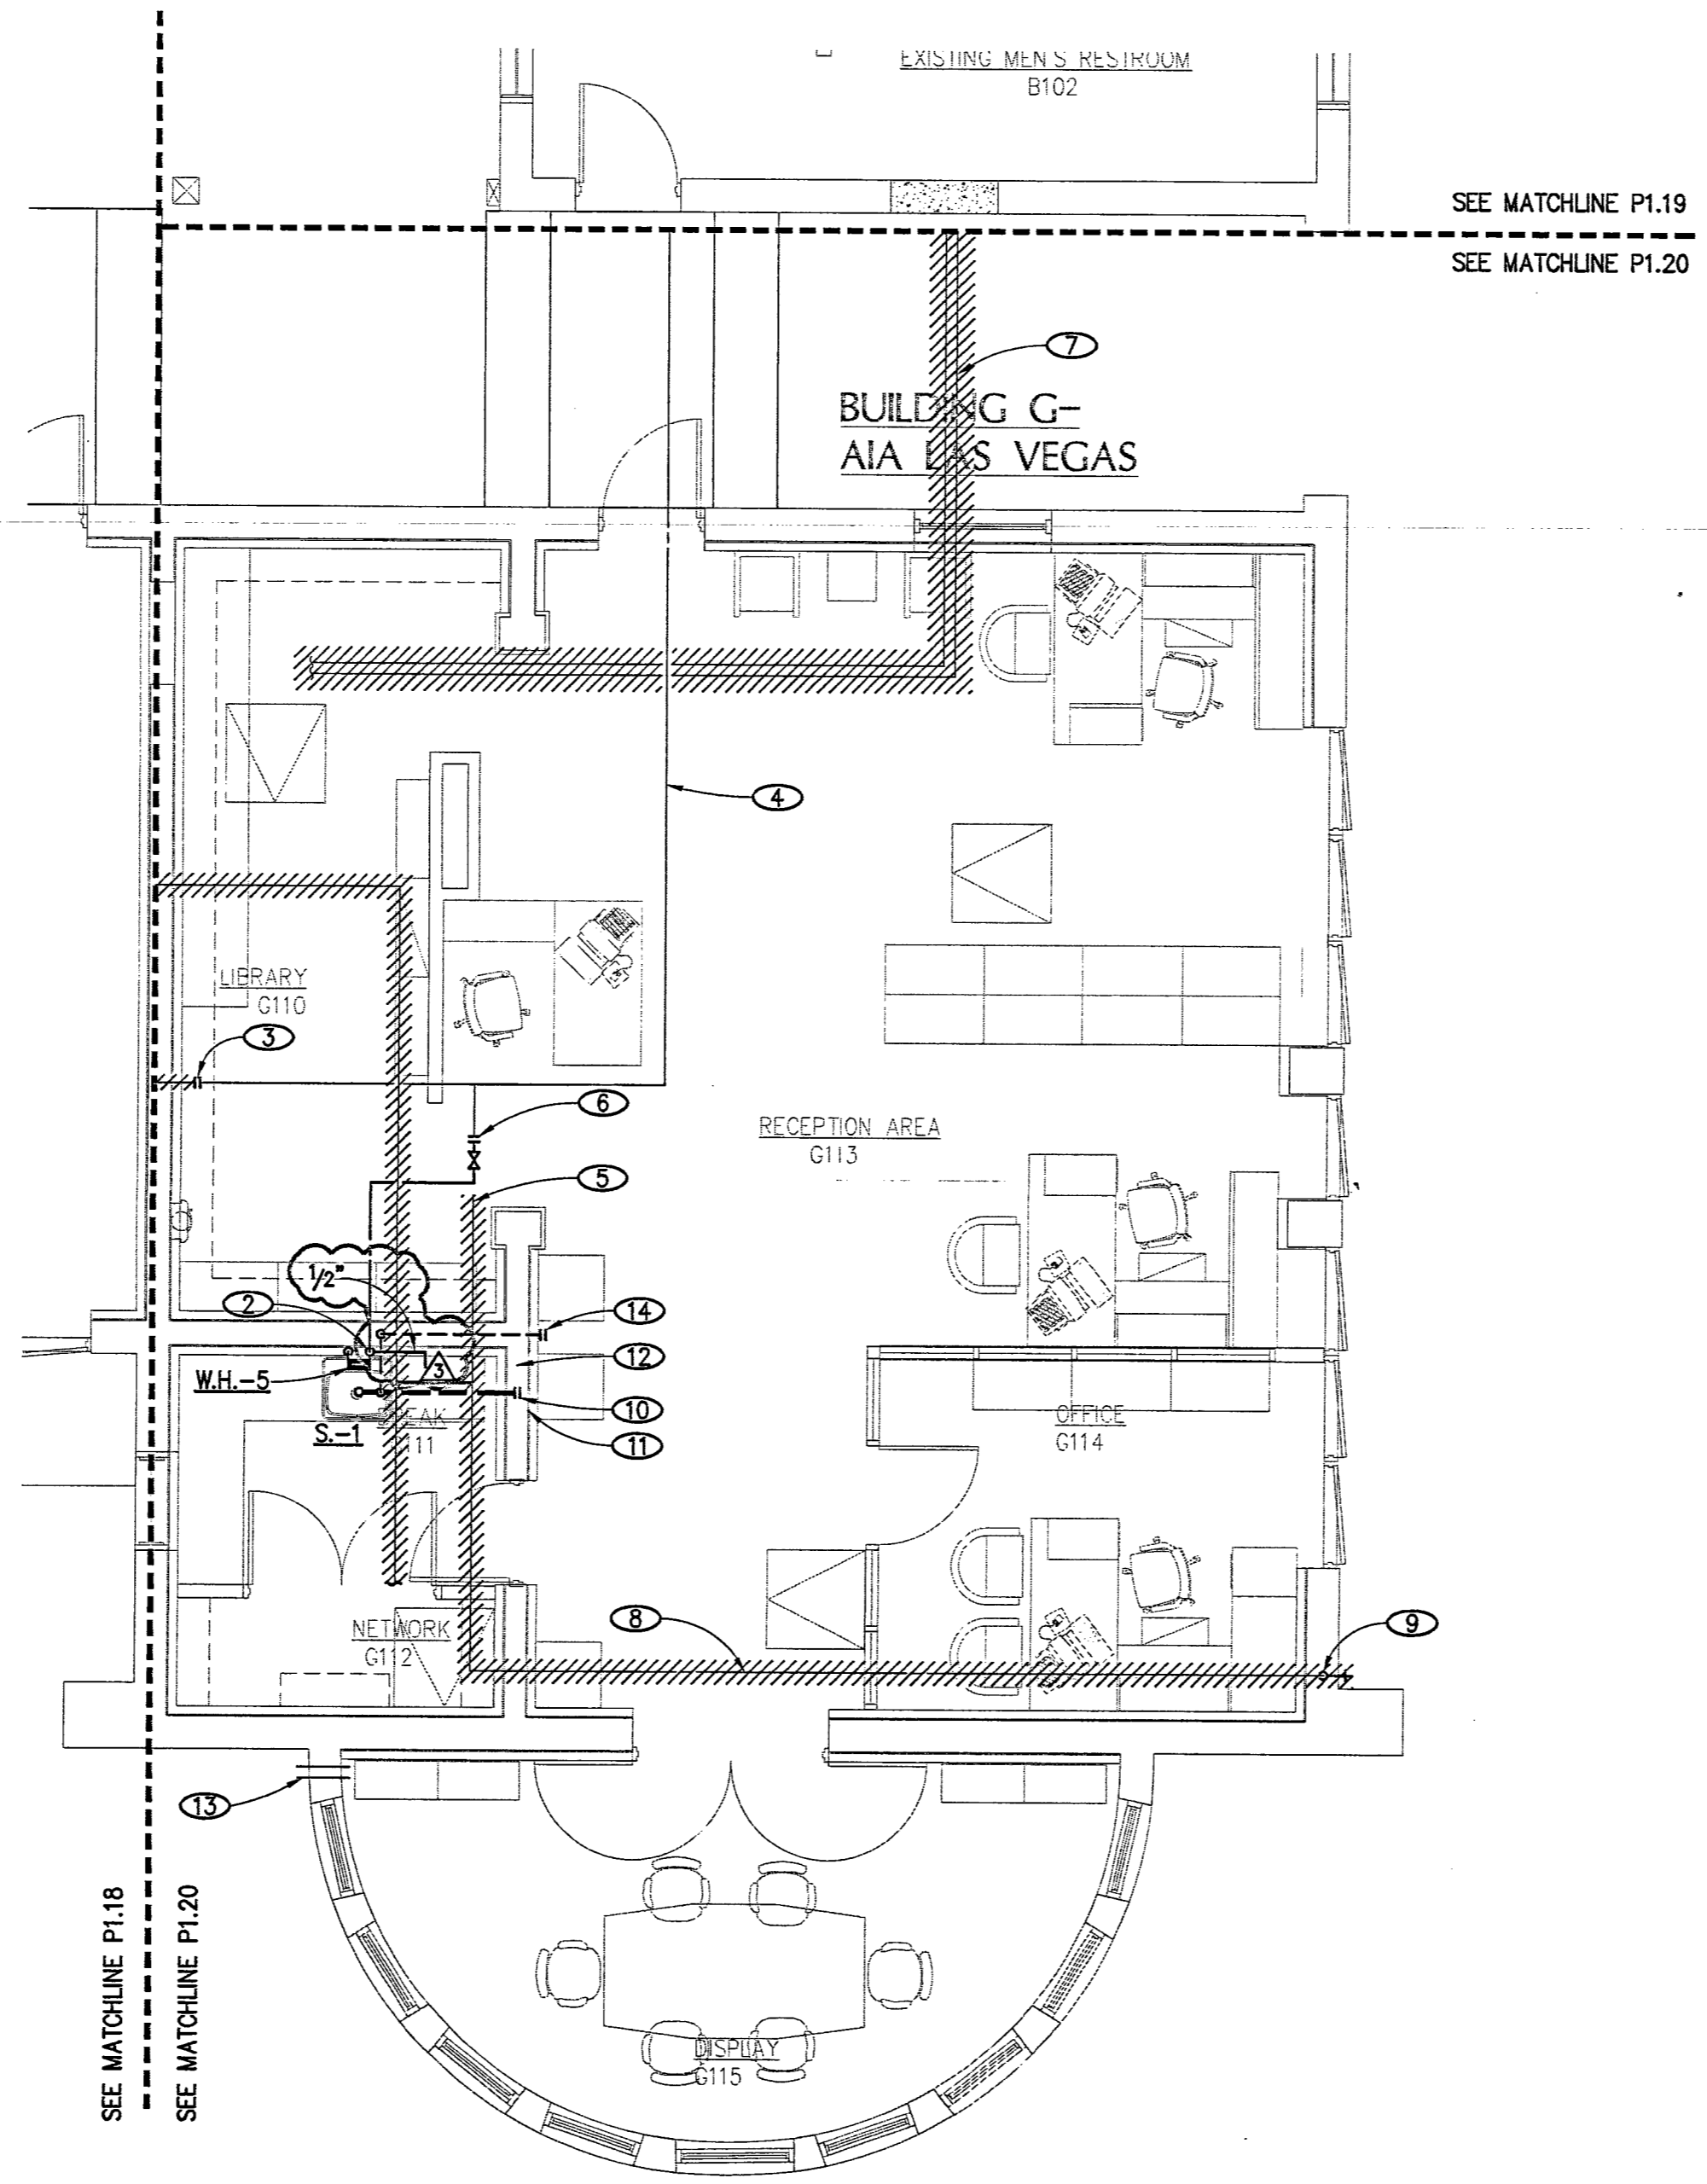 EXISTING MEN'S RESTROOM
B102
SEE MATCHLINE P1.19
SEE MATCHLINE P1.20
7
BUILDING G-
AIA LAS VEGAS
4
LIBRARY
G110
3
6
RECEPTION AREA
G113
5
1/2"
2
14
12
3
W.H.-5
10
BREAK
G111
S.-1
11
OFFICE
G114
8
9
NETWORK
G112
13
SEE MATCHLINE P1.18
SEE MATCHLINE P1.20
DISPLAY
G115